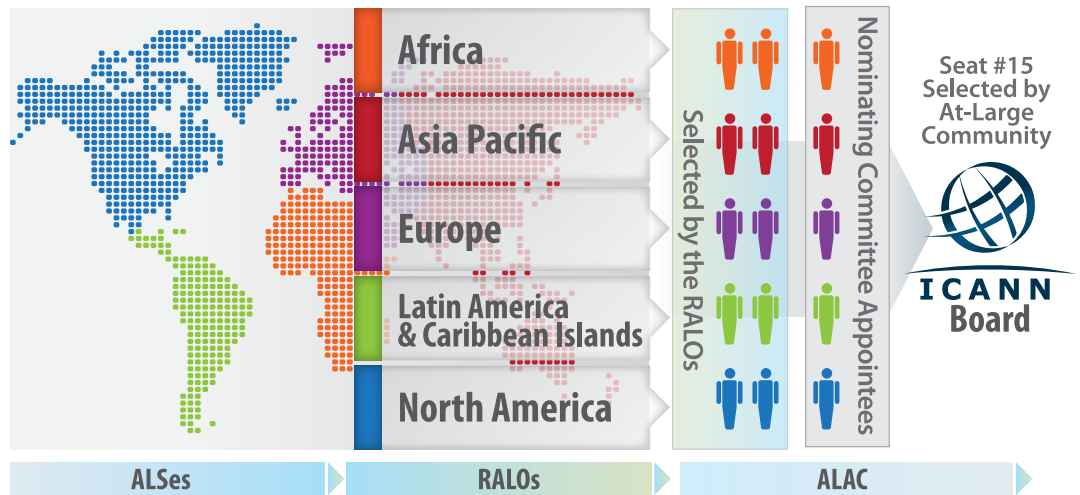 Africa
Asia Pacific
Europe
Latin America
& Caribbean Islands
North America
Selected by the RALOs
Nominating Committee Appointees
Seat #15
Selected by
At-Large
Community
ICANN
Board
ALSes
RALOs
ALAC